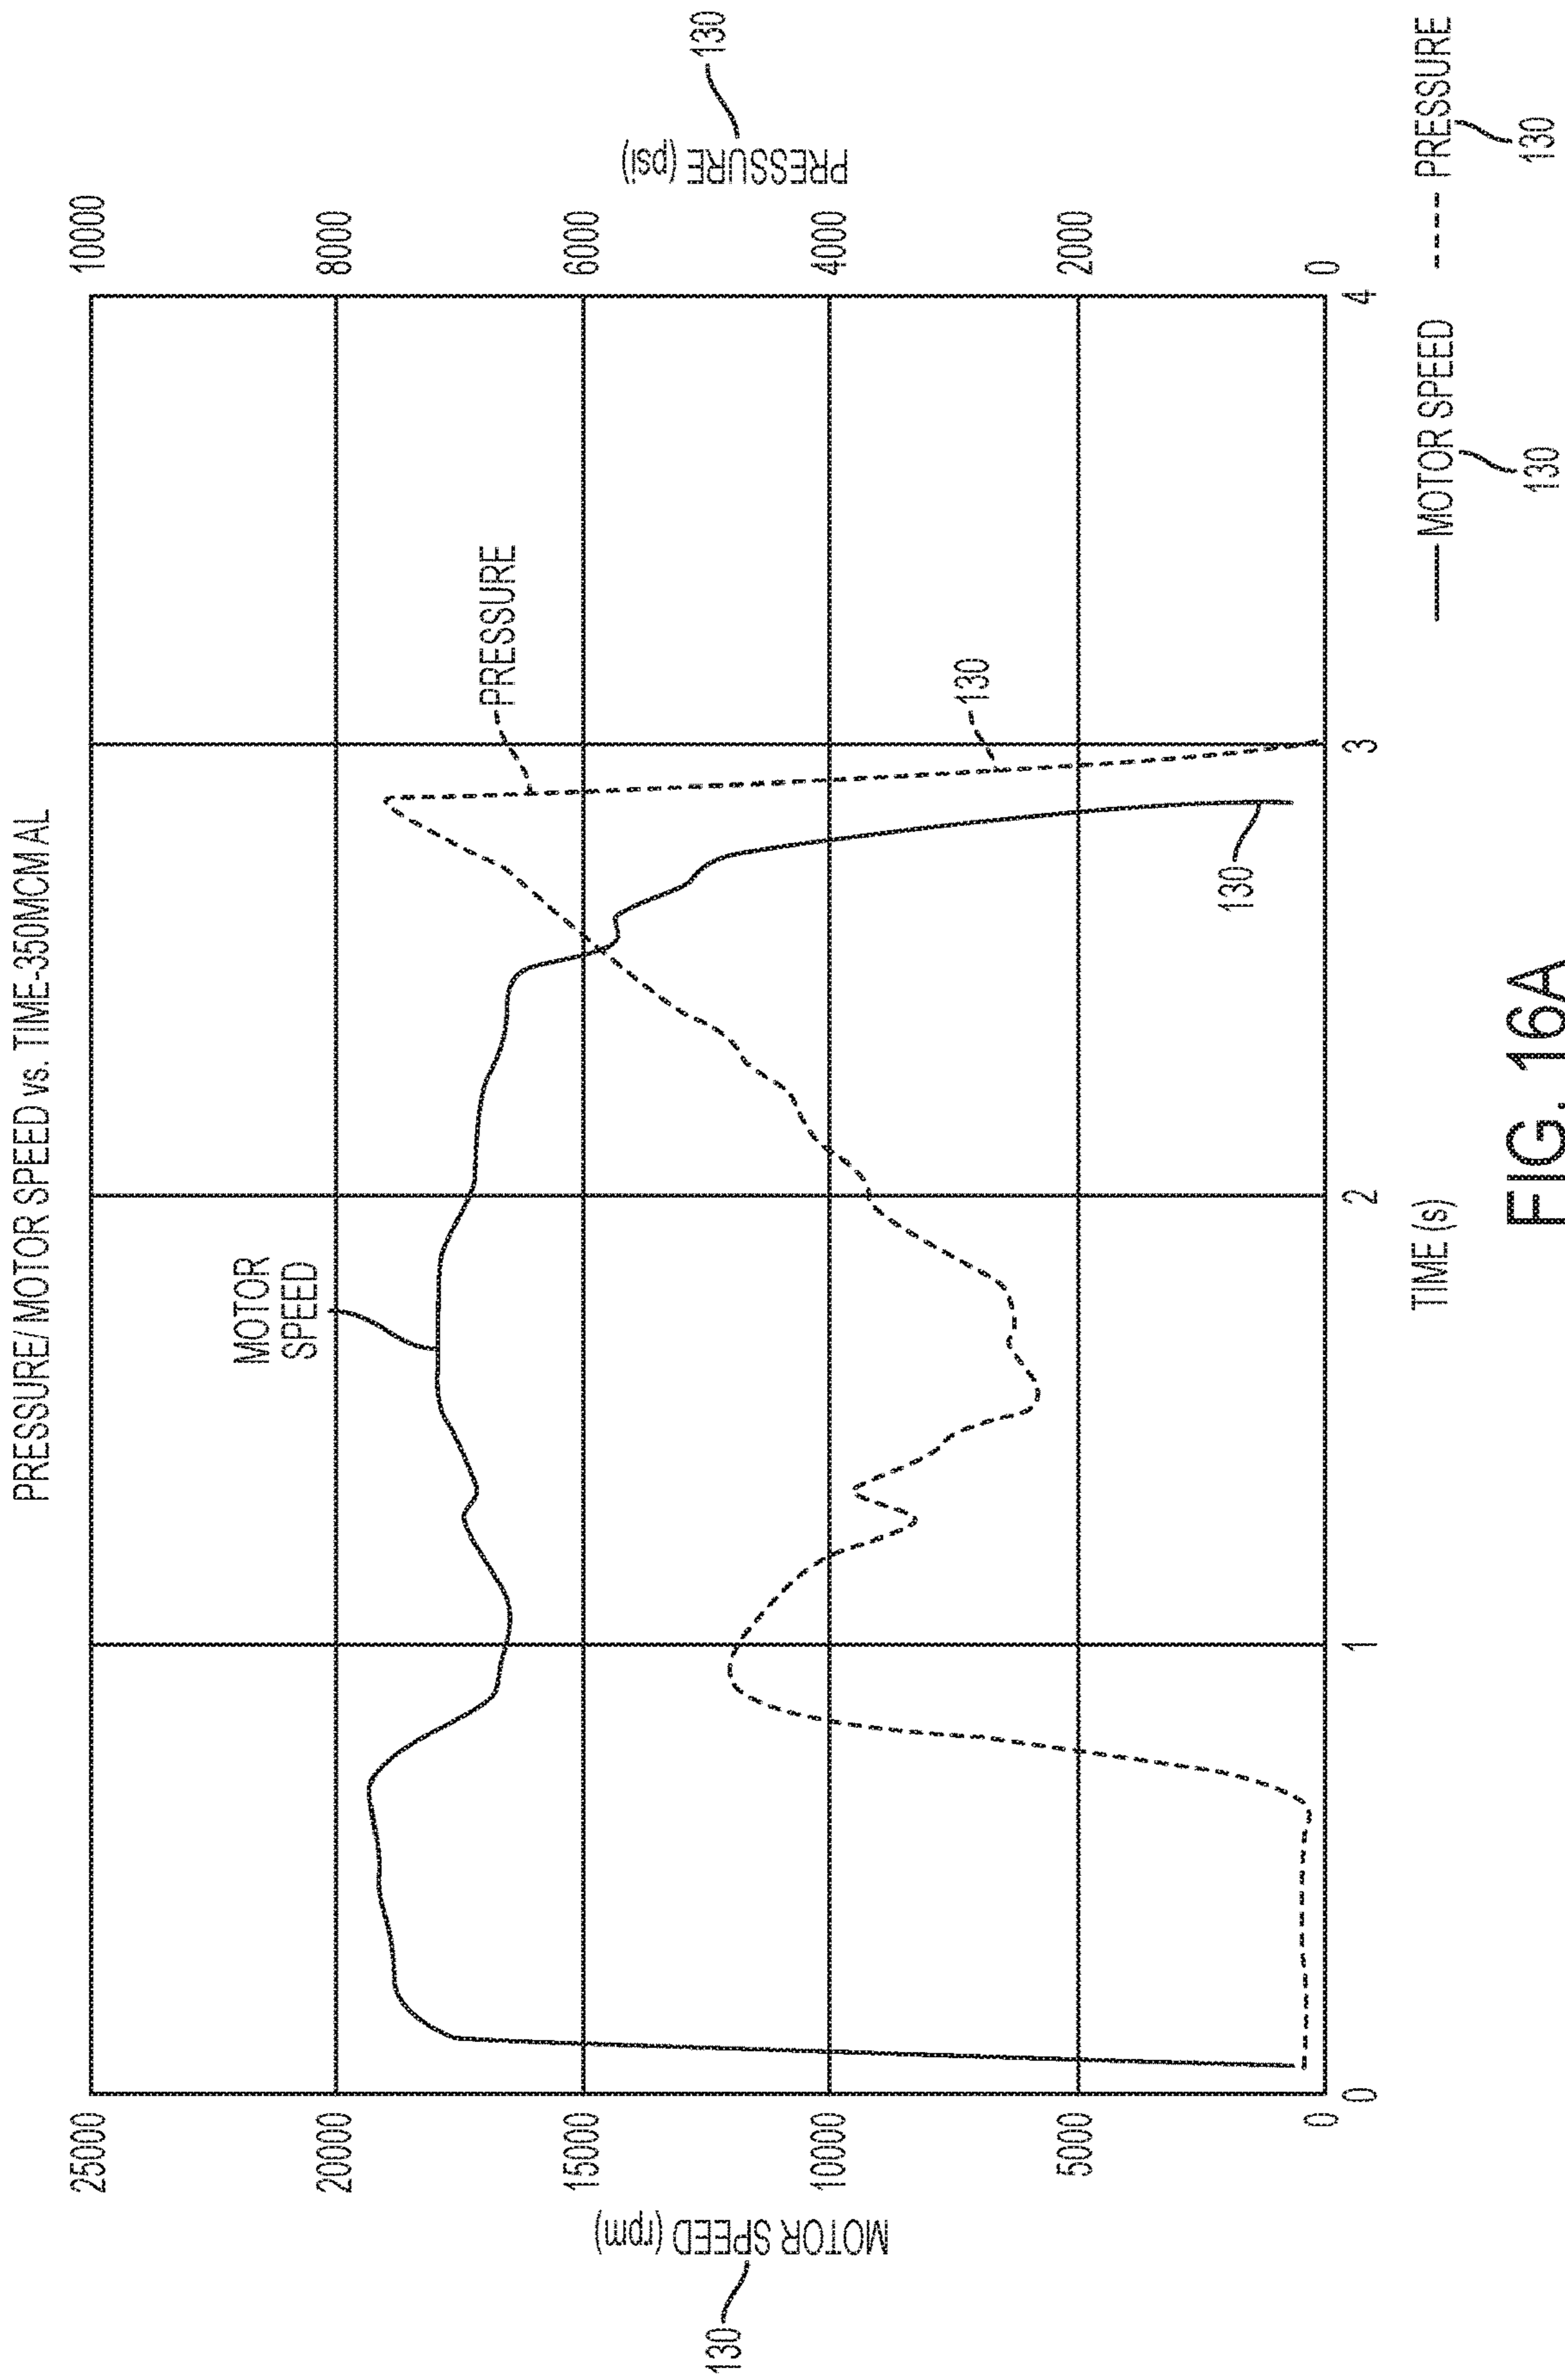 PRESSURE/ MOTOR SPEED vs. TIME-350MCM AL
25000
20000
15000
10000
5000
0
MOTOR SPEED (rpm)
130
10000
8000
6000
4000
2000
0
PRESSURE (psi)
130
MOTOR
SPEED
PRESSURE
130
130
0
1
2
3
4
TIME (s)
MOTOR SPEED
130
PRESSURE
130
FIG. 16A